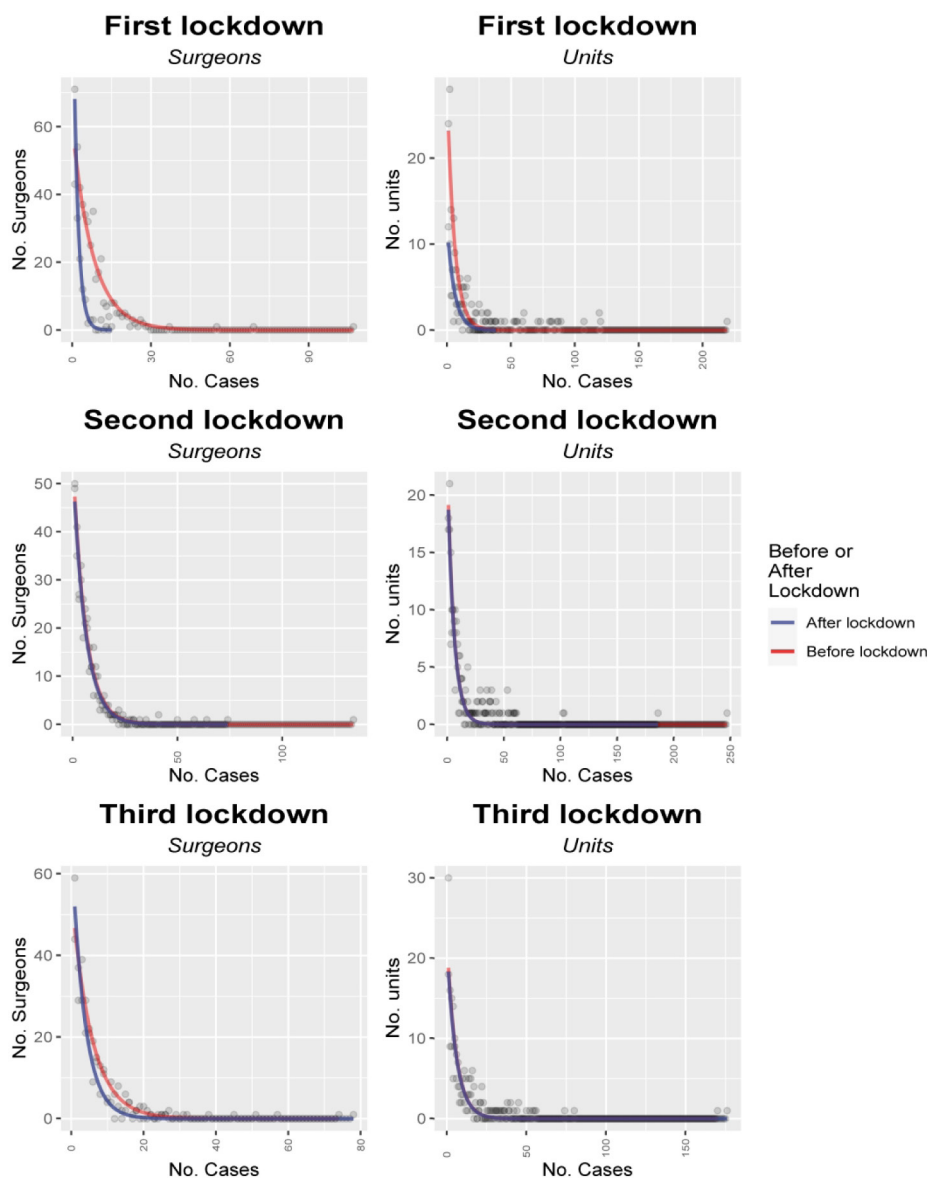 First lockdown
Surgeons
No. Surgeons
60
40
20
0
0
30
60
90
No. Cases
First lockdown
Units
No. units
20
10
0
0
50
100
150
200
No. Cases
Second lockdown
Surgeons
No. Surgeons
50
40
30
20
10
0
0
50
100
No. Cases
Second lockdown
Units
No. units
20
15
10
5
0
0
50
100
150
200
250
No. Cases
Before or
After
Lockdown
After lockdown
Before lockdown
Third lockdown
Surgeons
No. Surgeons
60
40
20
0
0
20
40
60
80
No. Cases
Third lockdown
Units
No. units
30
20
10
0
0
50
100
150
No. Cases